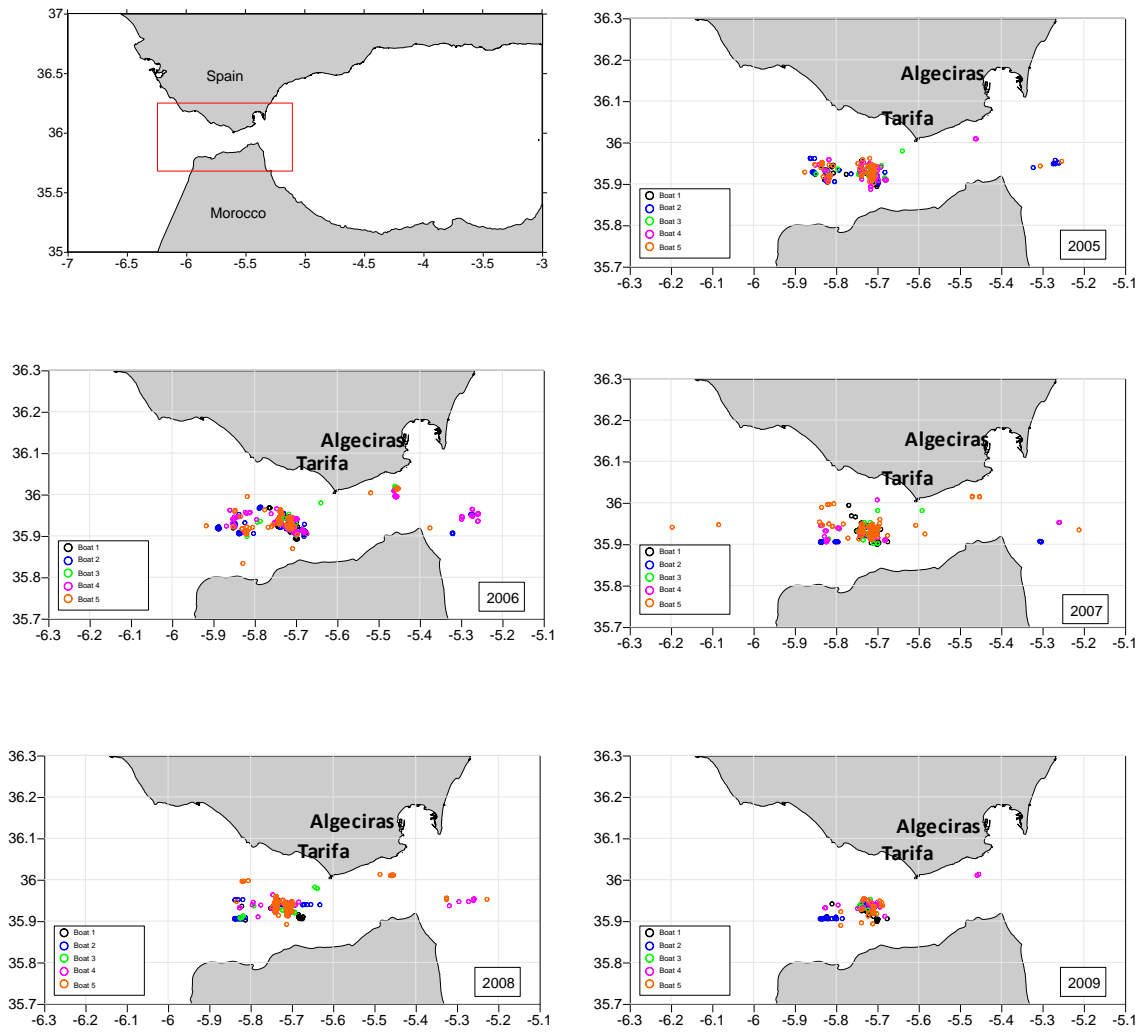 37
36.5
36
35.5
35
Spain
Morocco
-7 -6.5 -6 -5.5 -5 -4.5 -4 -3.5 -3
36.3
36.2
36.1
36
35.9
35.8
35.7
Algeciras
Tarifa
Boat 1
Boat 2
Boat 3
Boat 4
Boat 5
2005
-6.3 -6.2 -6.1 -6 -5.9 -5.8 -5.7 -5.6 -5.5 -5.4 -5.3 -5.2 -5.1
36.3
36.2
36.1
36
35.9
35.8
35.7
Algeciras
Tarifa
Boat 1
Boat 2
Boat 3
Boat 4
Boat 5
2006
-6.3 -6.2 -6.1 -6 -5.9 -5.8 -5.7 -5.6 -5.5 -5.4 -5.3 -5.2 -5.1
36.3
36.2
36.1
36
35.9
35.8
35.7
Algeciras
Tarifa
Boat 1
Boat 2
Boat 3
Boat 4
Boat 5
2007
-6.3 -6.2 -6.1 -6 -5.9 -5.8 -5.7 -5.6 -5.5 -5.4 -5.3 -5.2 -5.1
36.3
36.2
36.1
36
35.9
35.8
35.7
Algeciras
Tarifa
Boat 1
Boat 2
Boat 3
Boat 4
Boat 5
2008
-6.3 -6.2 -6.1 -6 -5.9 -5.8 -5.7 -5.6 -5.5 -5.4 -5.3 -5.2 -5.1
36.3
36.2
36.1
36
35.9
35.8
35.7
Algeciras
Tarifa
Boat 1
Boat 2
Boat 3
Boat 4
Boat 5
2009
-6.3 -6.2 -6.1 -6 -5.9 -5.8 -5.7 -5.6 -5.5 -5.4 -5.3 -5.2 -5.1